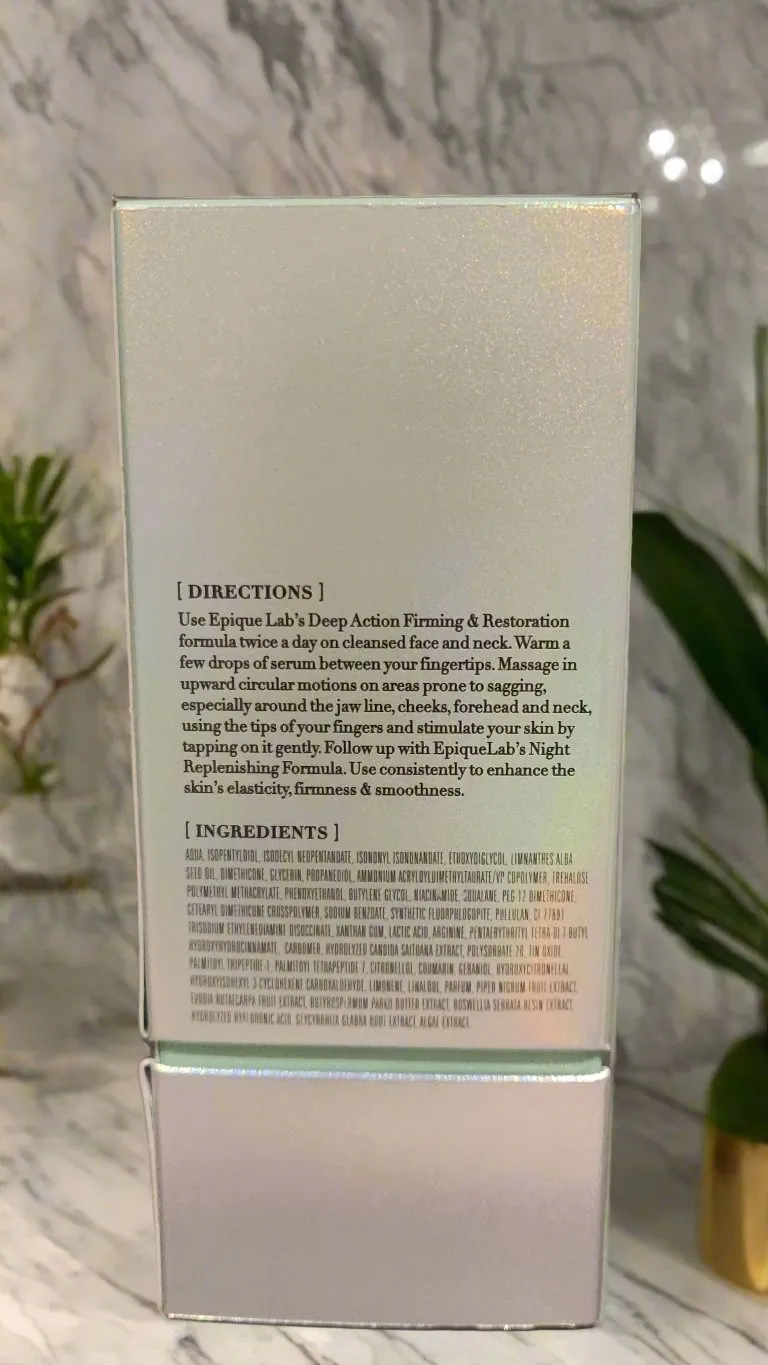 [ DIRECTIONS ]
Use Epique Lab's Deep Action Firming & Restoration
formula twice a day on cleansed face and neck. Warm a
few drops of serum between your fingertips. Massage in
upward circular motions on areas prone to sagging,
especially around the jaw line, cheeks, forehead and neck,
using the tips of your fingers and stimulate your skin by
tapping on it gently. Follow up with EpiqueLab's Night
Replenishing Formula. Use consistently to enhance the
skin's elasticity, firmness & smoothness.
[ INGREDIENTS ]
AQUA, ISOPENTYLDIOL, ISODECYL NEOPENTANOATE, ISONONYL ISONONANOATE, ETHOXYDIGLYCOL, LIMNANTHES ALBA
SEED OIL, DIMETHICONE, GLYCERIN, PROPANEDIOL, AMMONIUM ACRYLOYLDIMETHYLTAURATE/VP COPOLYMER, TREHALOSE
POLYMETHYL METHACRYLATE, PHENOXYETHANOL, BUTYLENE GLYCOL, NIACINAMIDE, SQUALANE, PEG-12 DIMETHICONE,
CETEARYL DIMETHICONE CROSSPOLYMER, SODIUM BENZOATE, SYNTHETIC FLUORPHLOGOPITE, PULLULAN, CI 77891
TRISODIUM ETHYLENEDIAMINE DISUCCINATE, XANTHAN GUM, LACTIC ACID, ARGININE, PENTAERYTHRITYL TETRA-DI-T-BUTYL
HYDROXYHYDROCINNAMATE, CARBOMER, HYDROLYZED CANDIDA SAITOANA EXTRACT, POLYSORBATE 20, TIN OXIDE,
PALMITOYL TRIPEPTIDE-1, PALMITOYL TETRAPEPTIDE-7, CITRONELLOL, COUMARIN, GERANIOL, HYDROXYCITRONELLAL,
HYDROXYISOHEXYL 3-CYCLOHEXENE CARBOXALDEHYDE, LIMONENE, LINALOOL, PARFUM, PIPER NIGRUM FRUIT EXTRACT,
EVODIA RUTAECARPA FRUIT EXTRACT, BUTYROSPERMUM PARKII BUTTER EXTRACT, BOSWELLIA SERRATA RESIN EXTRACT,
HYDROLYZED HYALURONIC ACID, GLYCYRRHIZA GLABRA ROOT EXTRACT, ALGAE EXTRACT.